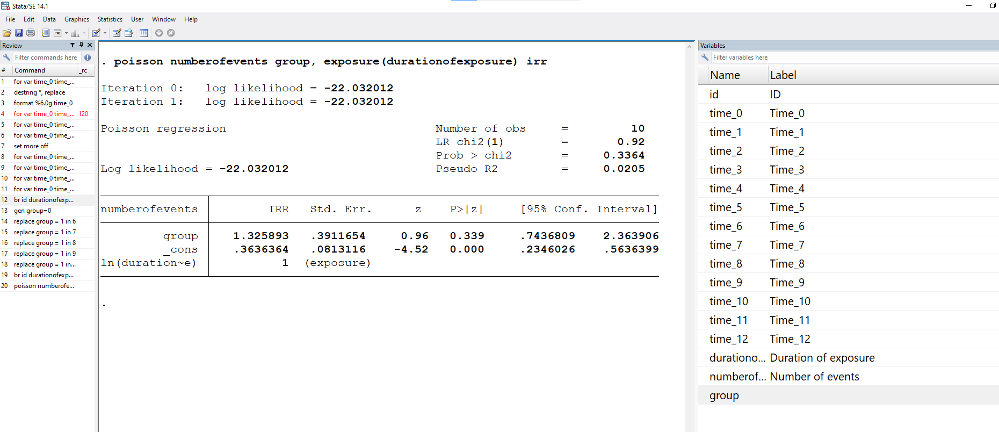 Stata/SE 14.1
File Edit Data Graphics Statistics User Window Help
Review
Filter commands here
# Command _rc
1 for var time_0 time_...
2 destring *, replace
3 format %6.0g time_0
4 for var time_0 time_... 120
5 for var time_0 time_...
6 for var time_0 time_...
7 set more off
8 for var time_0 time_...
9 for var time_0 time_...
10 for var time_0 time_...
11 for var time_0 time_...
12 br id durationofexp...
13 gen group=0
14 replace group = 1 in 6
15 replace group = 1 in 7
16 replace group = 1 in 8
17 replace group = 1 in 9
18 replace group = 1 in...
19 br id durationofexp...
20 poisson numberofe...
. poisson numberofevents group, exposure(durationofexposure) irr
Iteration 0: log likelihood = -22.032012
Iteration 1: log likelihood = -22.032012
Poisson regression Number of obs = 10
LR chi2(1) = 0.92
Prob > chi2 = 0.3364
Log likelihood = -22.032012 Pseudo R2 = 0.0205
numberofevents IRR Std. Err. z P>|z| [95% Conf. Interval]
group 1.325893 .3911654 0.96 0.339 .7436809 2.363906
_cons .3636364 .0813116 -4.52 0.000 .2346026 .5636399
ln(duration~e) 1 (exposure)
.
Variables
Filter variables here
Name Label
id ID
time_0 Time_0
time_1 Time_1
time_2 Time_2
time_3 Time_3
time_4 Time_4
time_5 Time_5
time_6 Time_6
time_7 Time_7
time_8 Time_8
time_9 Time_9
time_10 Time_10
time_11 Time_11
time_12 Time_12
durationo... Duration of exposure
numberof... Number of events
group